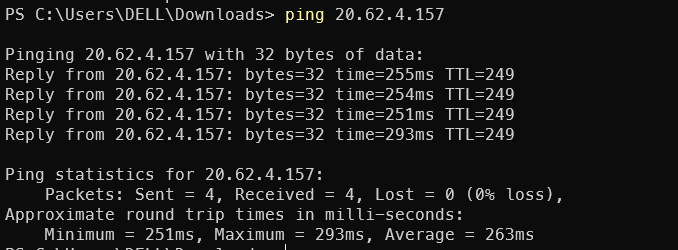 PS C:\Users\DELL\Downloads> ping 20.62.4.157

Pinging 20.62.4.157 with 32 bytes of data:
Reply from 20.62.4.157: bytes=32 time=255ms TTL=249
Reply from 20.62.4.157: bytes=32 time=254ms TTL=249
Reply from 20.62.4.157: bytes=32 time=251ms TTL=249
Reply from 20.62.4.157: bytes=32 time=293ms TTL=249

Ping statistics for 20.62.4.157:
    Packets: Sent = 4, Received = 4, Lost = 0 (0% loss),
Approximate round trip times in milli-seconds:
    Minimum = 251ms, Maximum = 293ms, Average = 263ms